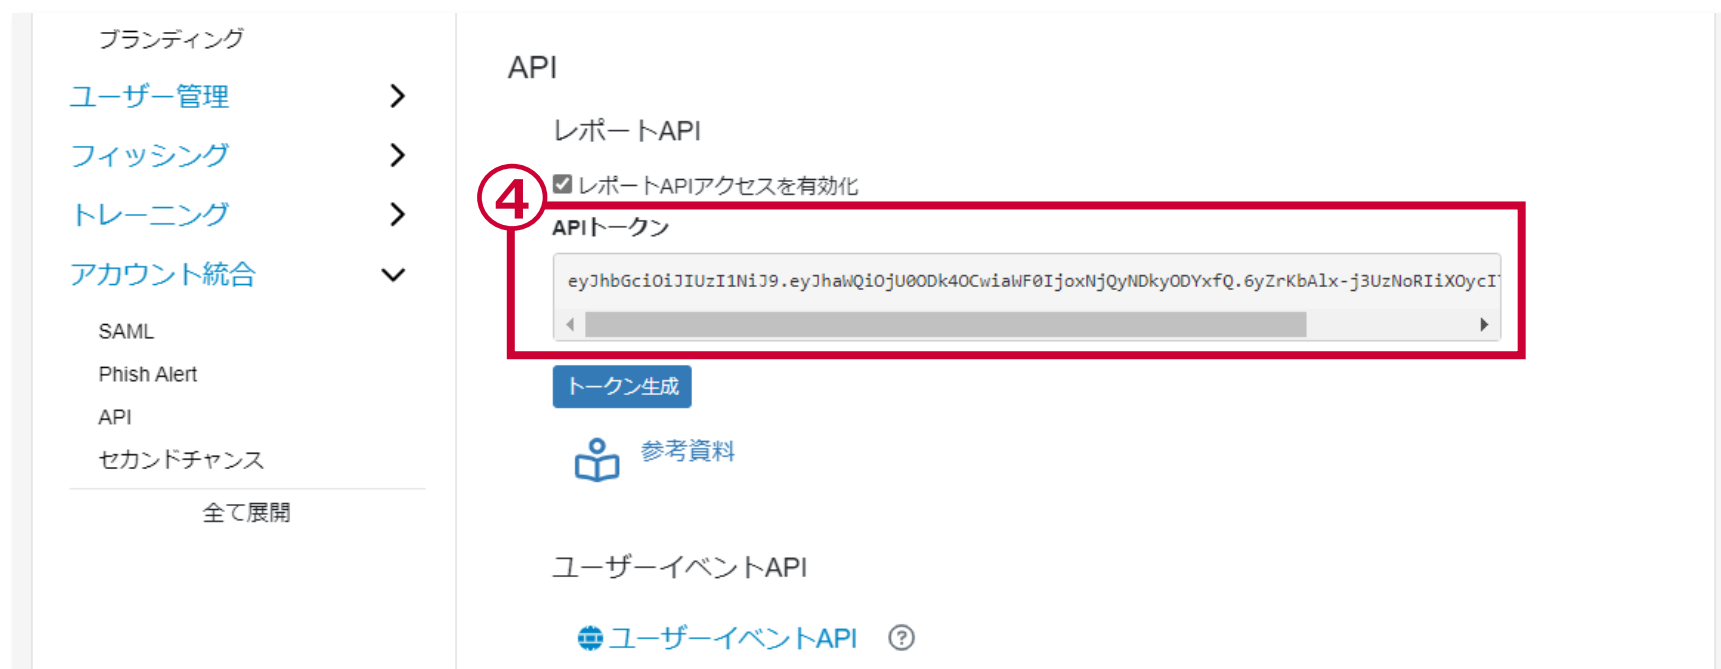 ブランディング
ユーザー管理
フィッシング
トレーニング
アカウント統合
SAML
Phish Alert
API
セカンドチャンス
全て展開
API
レポートAPI
④
レポートAPIアクセスを有効化
APIトークン
eyJhbGciOiJIUzI1NiJ9.eyJhaWQiOjU0ODk4OCwiaWF0IjoxNjQyNDkyODYxfQ.6yZrKbAlx-j3UzNoRIiXOycI
トークン生成
参考資料
ユーザーイベントAPI
ユーザーイベントAPI ?